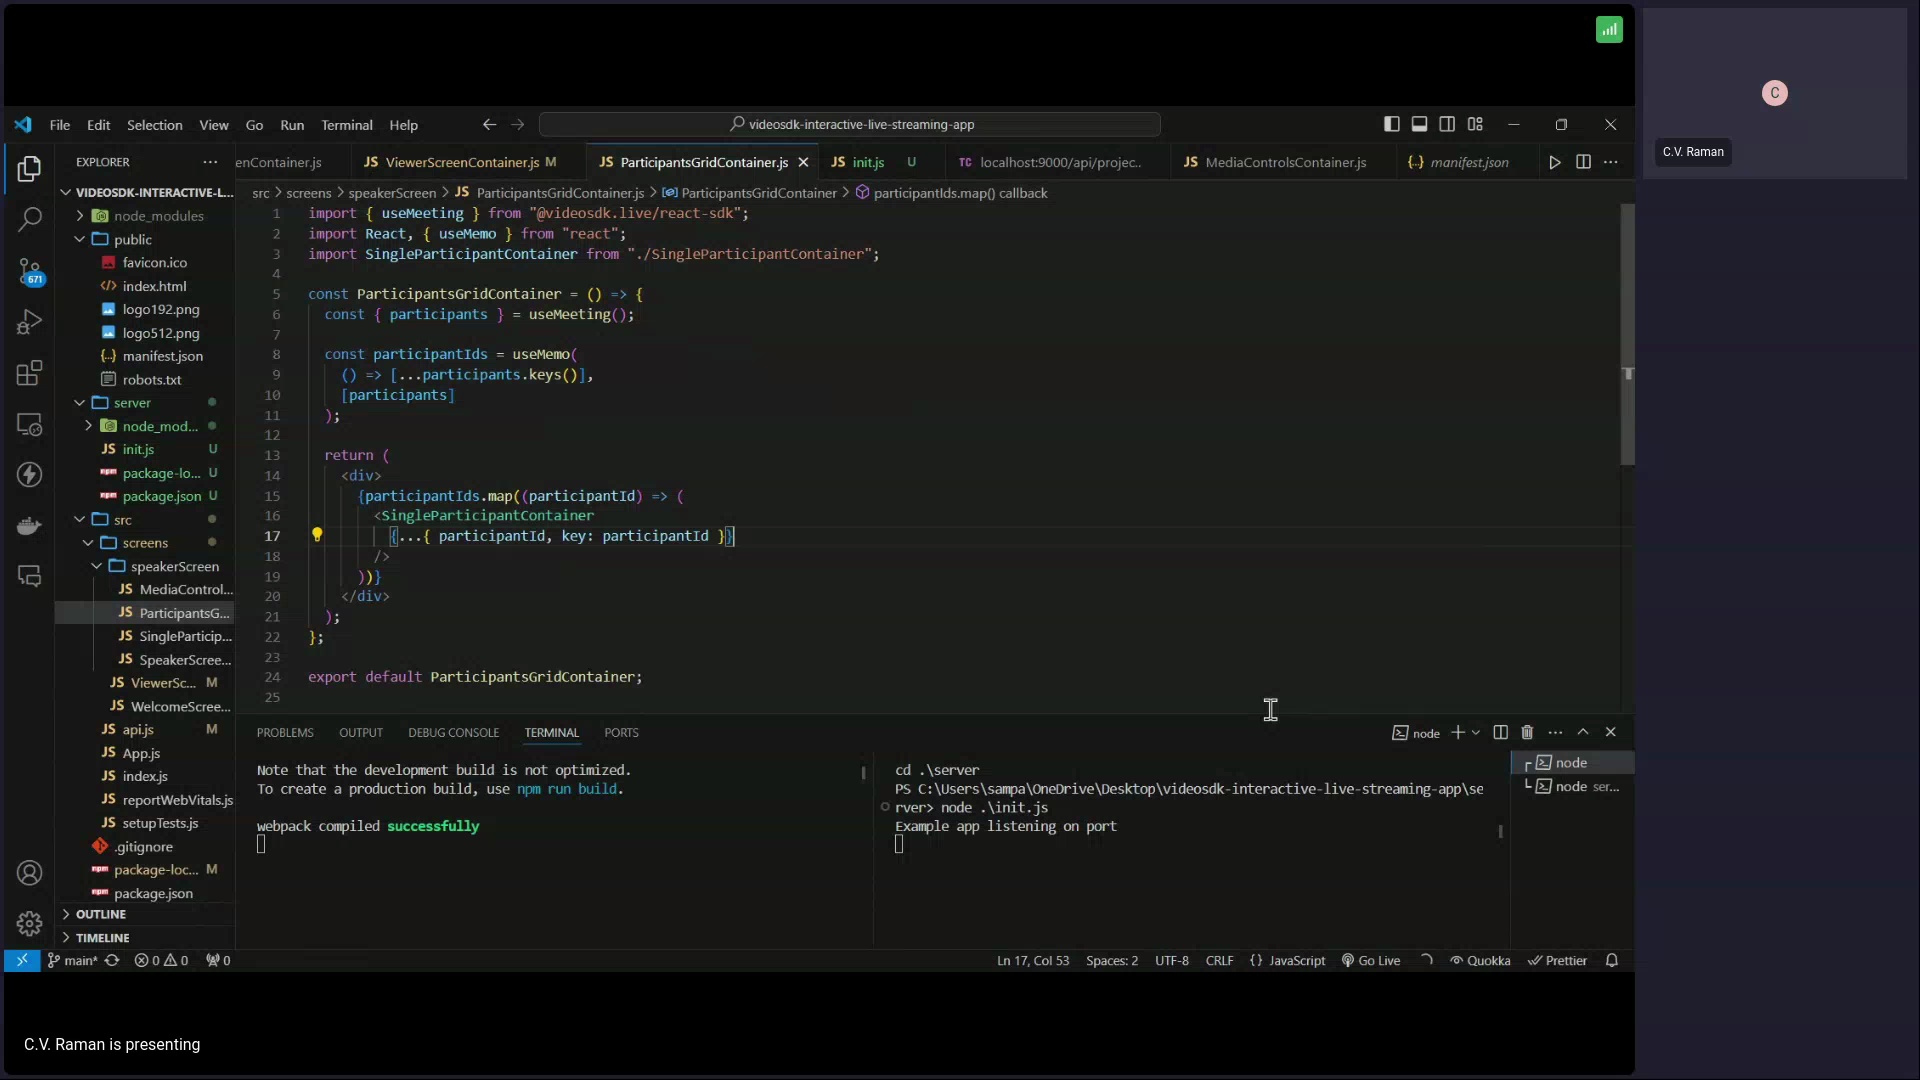 File Edit Selection View Go Run Terminal Help
videosdk-interactive-live-streaming-app
EXPLORER
enContainer.js
ViewerScreenContainer.js M
ParticipantsGridContainer.js
init.js U
localhost:9000/api/projec...
MediaControlsContainer.js
manifest.json
src > screens > speakerScreen > JS ParticipantsGridContainer.js > ParticipantsGridContainer > participantIds.map() callback
VIDEOSDK-INTERACTIVE-L...
node_modules
public
favicon.ico
index.html
logo192.png
logo512.png
manifest.json
robots.txt
server
node_mod...
JS init.js U
package-lo... U
package.json U
src
screens
speakerScreen
JS MediaControl...
JS ParticipantsG...
JS SingleParticip...
JS SpeakerScree...
JS ViewerSc... M
JS WelcomeScree...
JS api.js M
JS App.js
JS index.js
JS reportWebVitals.js
JS setupTests.js
.gitignore
package-loc... M
package.json
OUTLINE
TIMELINE
671
1 import { useMeeting } from "@videosdk.live/react-sdk";
2 import React, { useMemo } from "react";
3 import SingleParticipantContainer from "./SingleParticipantContainer";
4
5 const ParticipantsGridContainer = () => {
6 const { participants } = useMeeting();
7
8 const participantIds = useMemo(
9 () => [...participants.keys()],
10 [participants]
11 );
12
13 return (
14 <div>
15 {participantIds.map((participantId) => (
16 <SingleParticipantContainer
17 {...{ participantId, key: participantId }}
18 />
19 ))}
20 </div>
21 );
22 };
23
24 export default ParticipantsGridContainer;
25
PROBLEMS OUTPUT DEBUG CONSOLE TERMINAL PORTS
node
Note that the development build is not optimized.
To create a production build, use npm run build.
webpack compiled successfully
cd .\server
PS C:\Users\sampa\OneDrive\Desktop\videosdk-interactive-live-streaming-app\se
rver> node .\init.js
Example app listening on port
node
node ser...
main* 0 0 0
Ln 17, Col 53 Spaces: 2 UTF-8 CRLF {} JavaScript Go Live Quokka Prettier
C
C.V. Raman
C.V. Raman is presenting